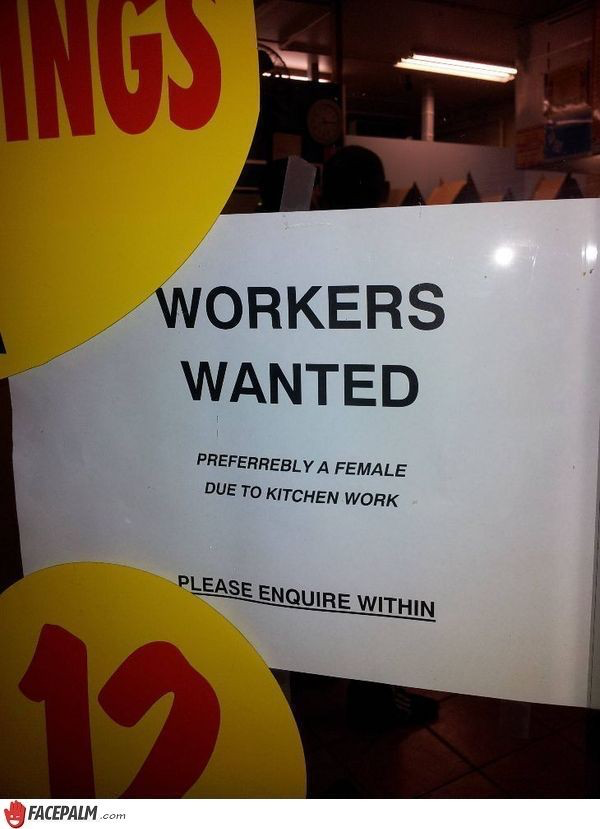 INGS
WORKERS
WANTED
PREFERREBLY A FEMALE
DUE TO KITCHEN WORK
PLEASE ENQUIRE WITHIN
12
FACEPALM.com